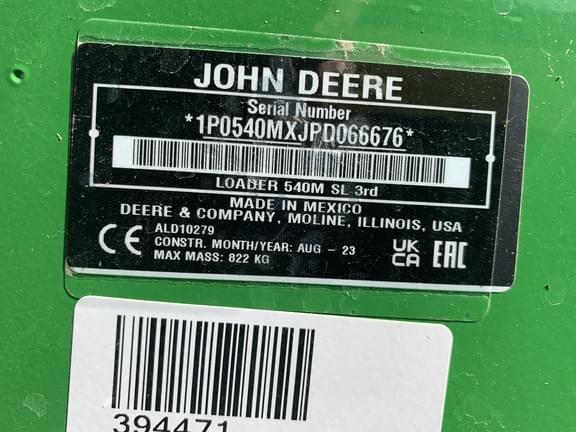 JOHN DEERE
Serial Number
*1P0540MXJPD066676*
LOADER 540M SL 3rd
MADE IN MEXICO
DEERE & COMPANY, MOLINE, ILLINOIS, USA
ALD10279
CE
CONSTR. MONTH/YEAR: AUG - 23
MAX MASS: 822 KG
UK
CA
EAC
394471